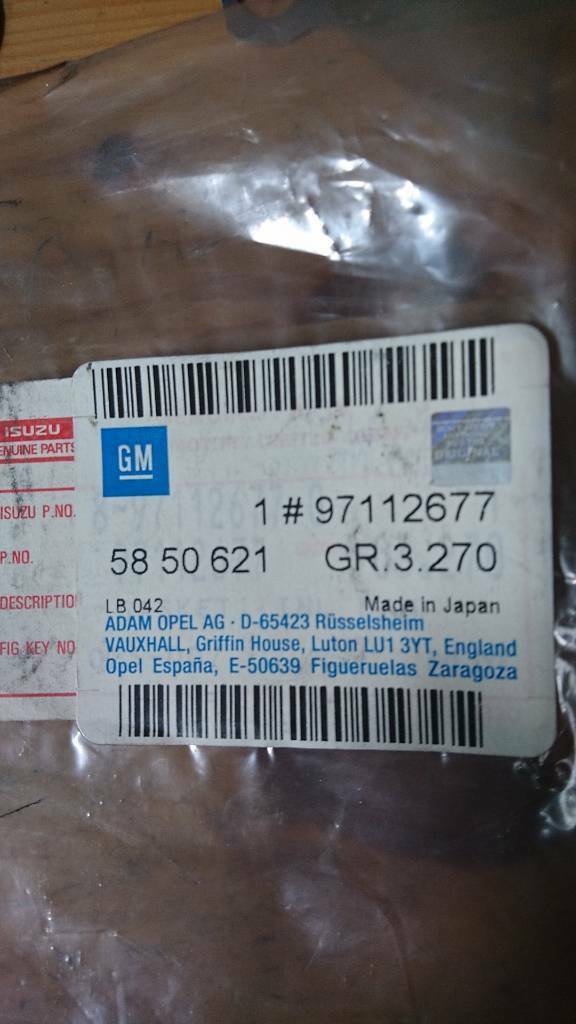 ISUZU
GENUINE PARTS
ISUZU P.NO.
P.NO.
DESCRIPTIO
FIG KEY NO
GM
ORIGINAL
1 # 97112677
58 50 621 GR.3.270
LB 042 Made in Japan
ADAM OPEL AG · D-65423 Rüsselsheim
VAUXHALL, Griffin House, Luton LU1 3YT, England
Opel España, E-50639 Figueruelas Zaragoza